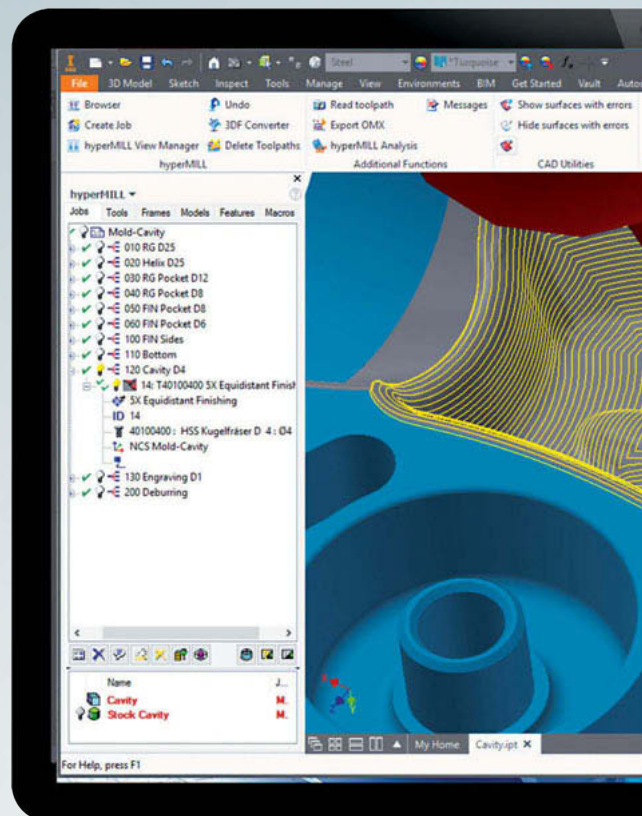 Steel *Turquoise
File 3D Model Sketch Inspect Tools Manage View Environments BIM Get Started Vault
Browser Undo Read toolpath Messages Show surfaces with errors
Create Job 3DF Converter Export OMX Hide surfaces with errors
hyperMILL View Manager Delete Toolpaths hyperMILL Analysis
hyperMILL Additional Functions CAD Utilities
hyperMILL
Jobs Tools Frames Models Features Macros
Mold-Cavity
010 RG D25
020 Helix D25
030 RG Pocket D12
040 RG Pocket D8
050 FIN Pocket D8
060 FIN Pocket D6
100 FIN Sides
110 Bottom
120 Cavity D4
14: T40100400 5X Equidistant Finish
5X Equidistant Finishing
ID 14
40100400: HSS Kugelfräser D 4: Ø4
NCS Mold-Cavity
130 Engraving D1
200 Deburring
Name J...
Cavity M.
Stock Cavity M.
My Home Cavity.ipt
For Help, press F1